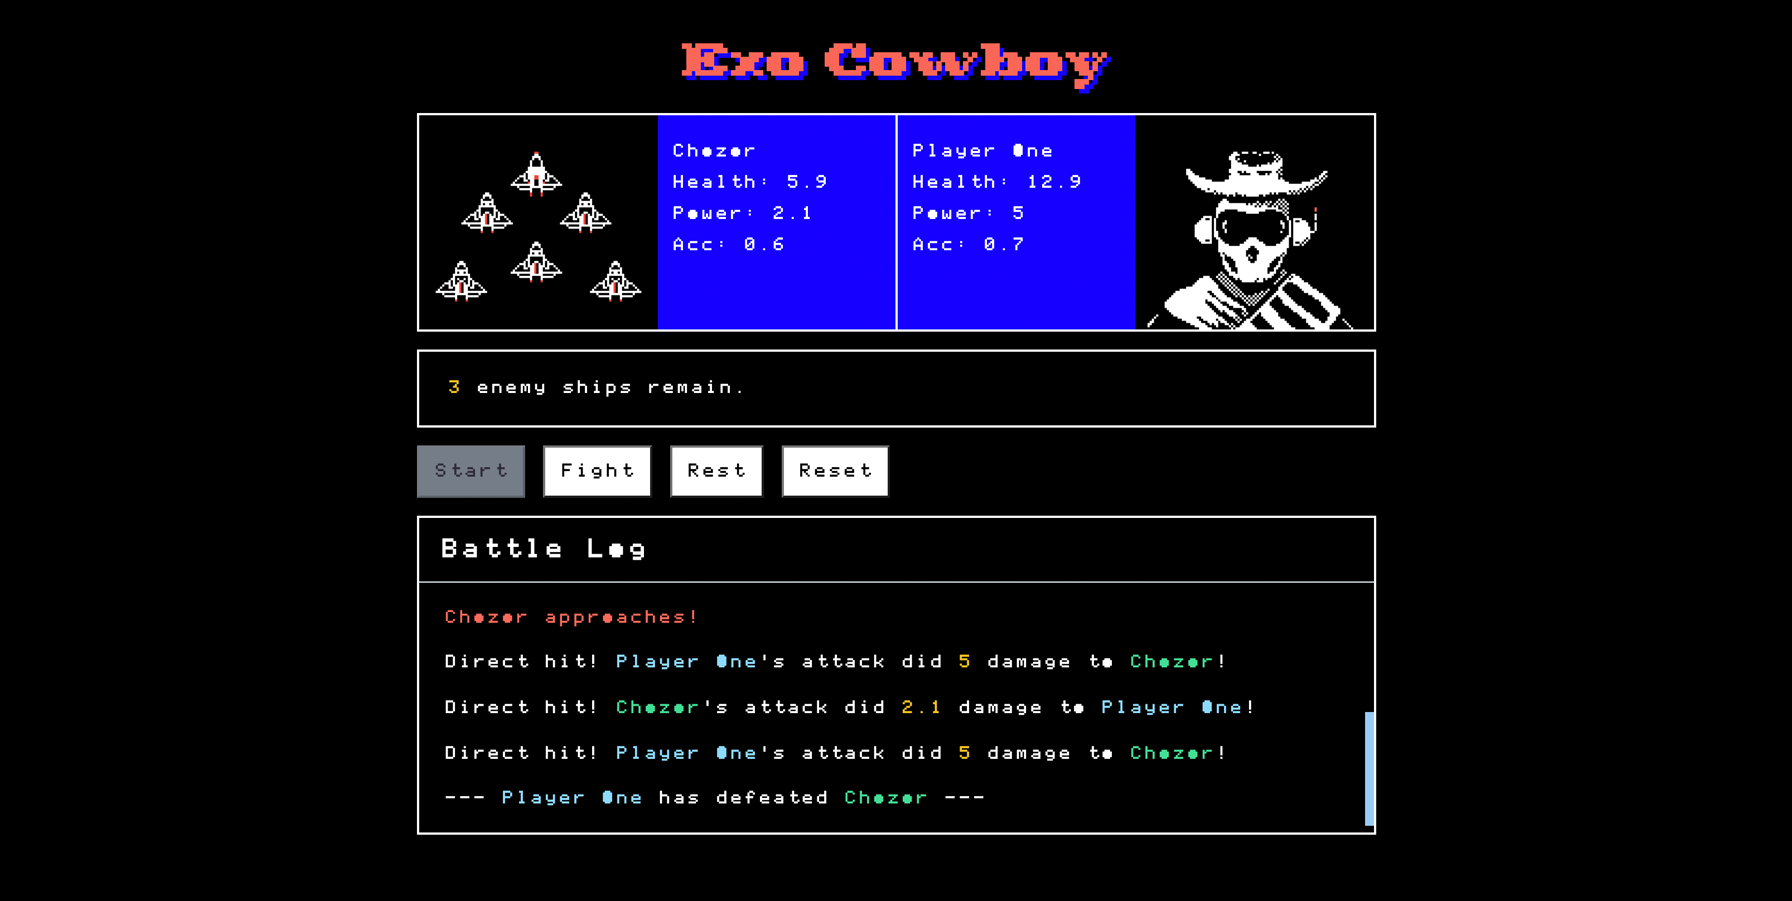 Exo Cowboy
Chozor
Health: 5.9
Power: 2.1
Acc: 0.6
Player One
Health: 12.9
Power: 5
Acc: 0.7
3 enemy ships remain.
Start
Fight
Rest
Reset
Battle Log
Chozor approaches!
Direct hit! Player One's attack did 5 damage to Chozor!
Direct hit! Chozor's attack did 2.1 damage to Player One!
Direct hit! Player One's attack did 5 damage to Chozor!
--- Player One has defeated Chozor ---